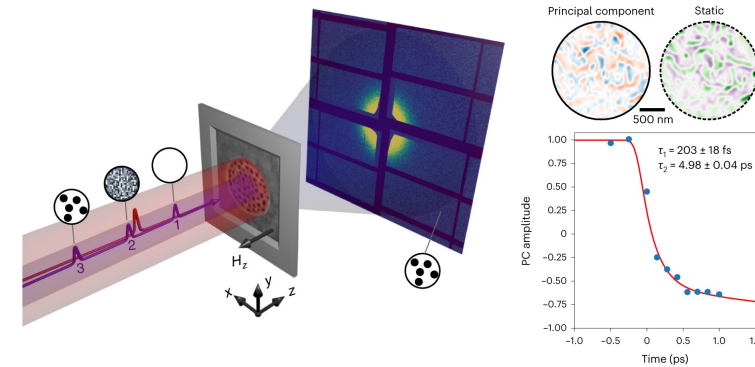 Principal component
Static
500 nm
1
2
3
H_z
x
y
z
τ₁ = 203 ± 18 fs
τ₂ = 4.98 ± 0.04 ps
PC amplitude
1.00
0.75
0.50
0.25
0
−0.25
−0.50
−0.75
−1.00
−1.0
−0.5
0
0.5
1.0
Time (ps)